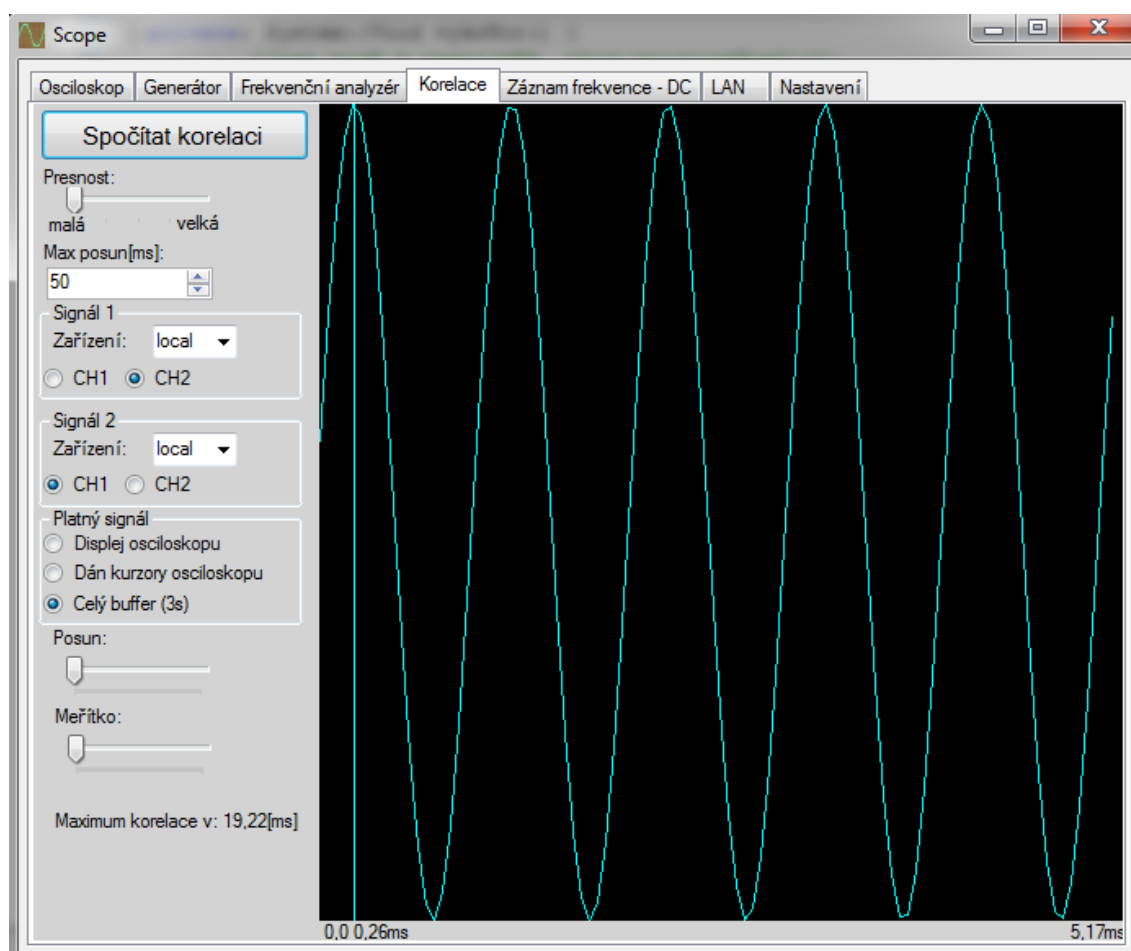 Scope
Osciloskop Generátor Frekvenční analyzér Korelace Záznam frekvence - DC LAN Nastavení
Spočítat korelaci
Presnost:
malá velká
Max posun[ms]:
50
Signál 1
Zařízení: local
CH1 CH2
Signál 2
Zařízení: local
CH1 CH2
Platný signál
Displej osciloskopu
Dán kurzory osciloskopu
Celý buffer (3s)
Posun:
Meřítko:
Maximum korelace v: 19,22[ms]
0,0 0,26ms 5,17ms